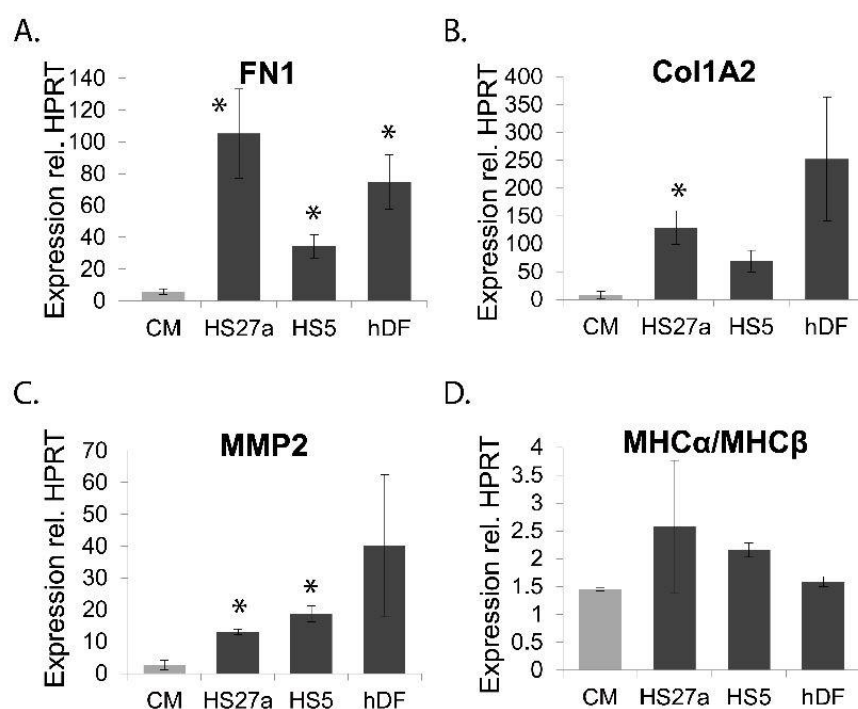 A.
FN1
Expression rel. HPRT
140
120
100
80
60
40
20
0
*
*
*
CM HS27a HS5 hDF
B.
Col1A2
Expression rel. HPRT
400
350
300
250
200
150
100
50
0
*
CM HS27a HS5 hDF
C.
MMP2
Expression rel. HPRT
70
60
50
40
30
20
10
0
*
*
CM HS27a HS5 hDF
D.
MHCα/MHCβ
Expression rel. HPRT
4
3.5
3
2.5
2
1.5
1
0.5
0
CM HS27a HS5 hDF